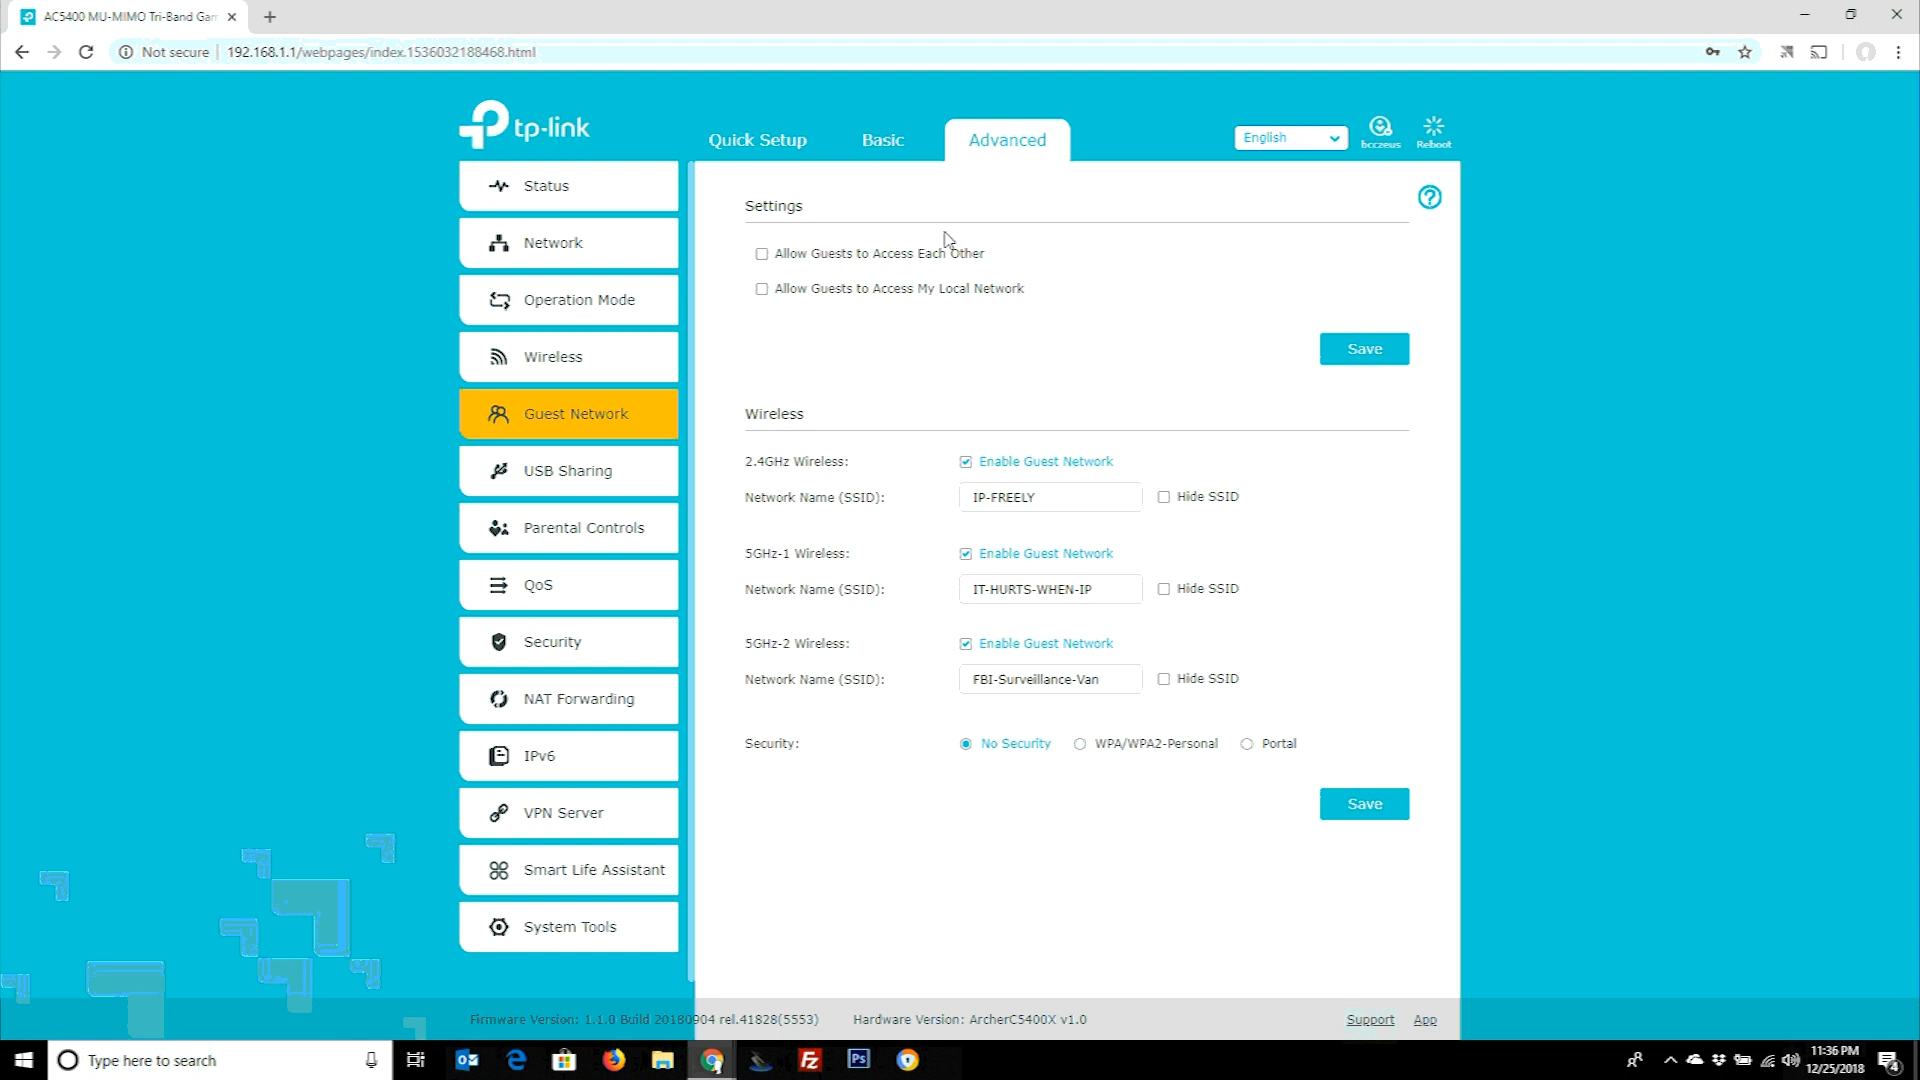 AC5400 MU-MIMO Tri-Band Gam
Not secure
192.168.1.1/webpages/index.1536032188468.html
tp-link
Quick Setup
Basic
Advanced
English
bcczeus
Reboot
Status
Network
Operation Mode
Wireless
Guest Network
USB Sharing
Parental Controls
QoS
Security
NAT Forwarding
IPv6
VPN Server
Smart Life Assistant
System Tools
Settings
Allow Guests to Access Each Other
Allow Guests to Access My Local Network
Save
Wireless
2.4GHz Wireless: Enable Guest Network
Network Name (SSID): IP-FREELY Hide SSID
5GHz-1 Wireless: Enable Guest Network
Network Name (SSID): IT-HURTS-WHEN-IP Hide SSID
5GHz-2 Wireless: Enable Guest Network
Network Name (SSID): FBI-Surveillance-Van Hide SSID
Security: No Security WPA/WPA2-Personal Portal
Save
Firmware Version: 1.1.0 Build 20180904 rel.41828(5553) Hardware Version: ArcherC5400X v1.0 Support App
Type here to search
Fz
Ps
11:36 PM
12/25/2018
4